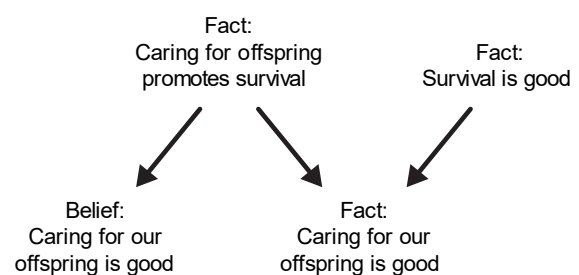 Fact:
Caring for offspring
promotes survival
Fact:
Survival is good
Belief:
Caring for our
offspring is good
Fact:
Caring for our
offspring is good